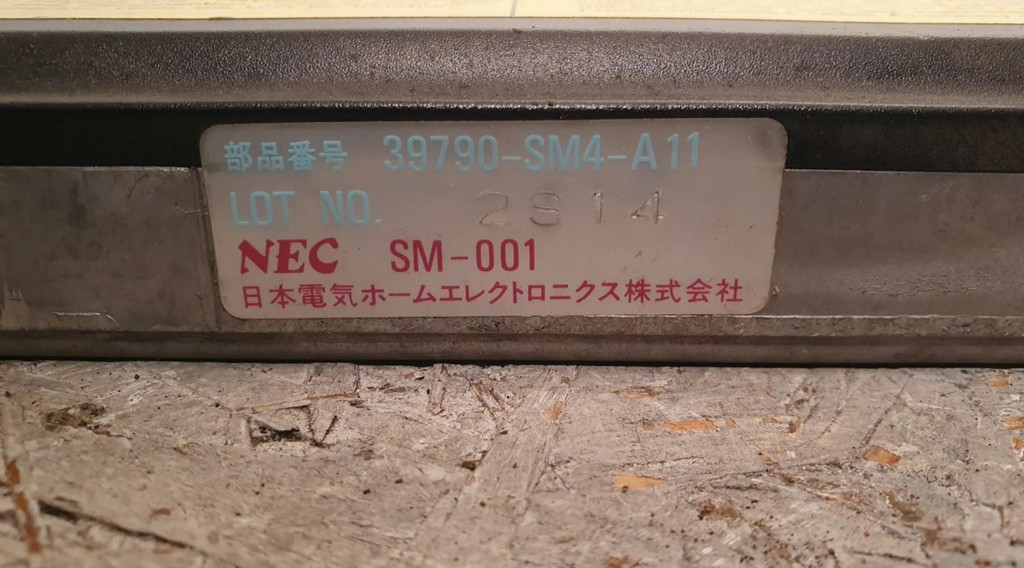 部品番号 39790-SM4-A11
LOT NO. 2S14
NEC SM-001
日本電気ホームエレクトロニクス株式会社